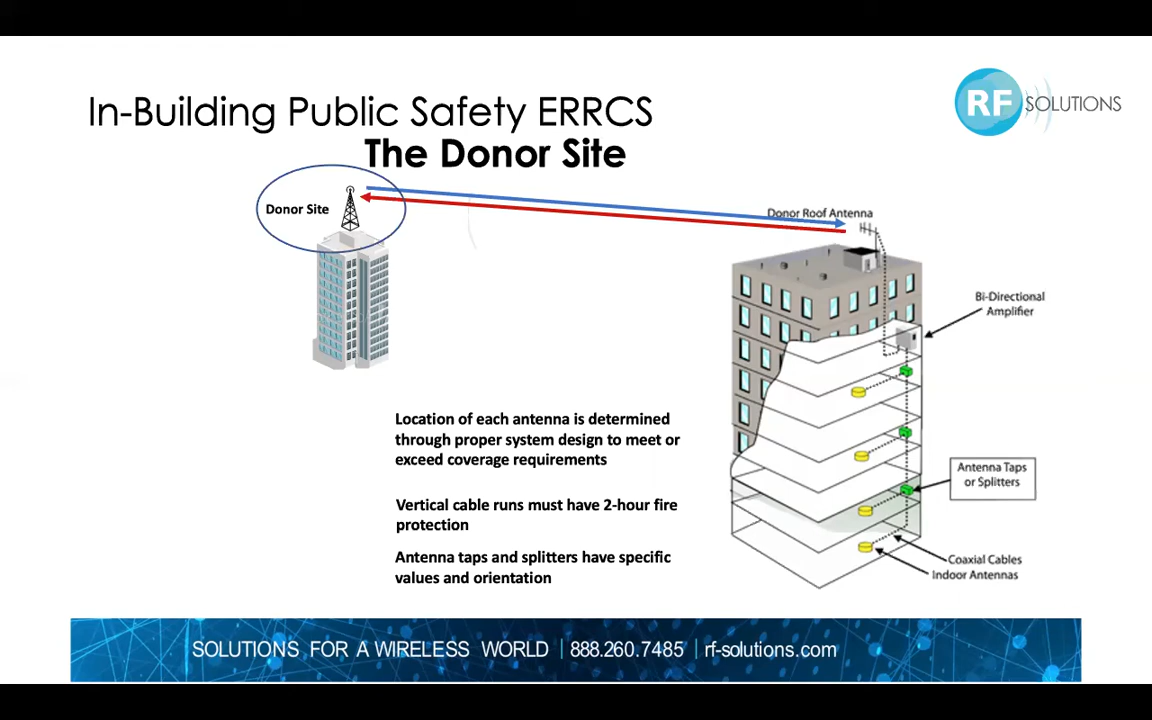 In-Building Public Safety ERRCS
The Donor Site
RF SOLUTIONS
Donor Site
Donor Roof Antenna
Bi-Directional
Amplifier
Location of each antenna is determined
through proper system design to meet or
exceed coverage requirements
Vertical cable runs must have 2-hour fire
protection
Antenna taps and splitters have specific
values and orientation
Antenna Taps
or Splitters
Coaxial Cables
Indoor Antennas
SOLUTIONS FOR A WIRELESS WORLD | 888.260.7485 | rf-solutions.com